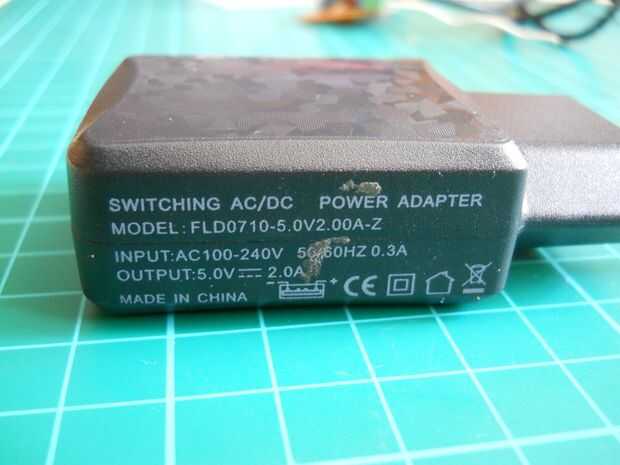 SWITCHING AC/DC POWER ADAPTER
MODEL: FLD0710-5.0V2.00A-Z
INPUT:AC100-240V 50/60HZ 0.3A
OUTPUT:5.0V⎓2.0A
- +
MADE IN CHINA CE